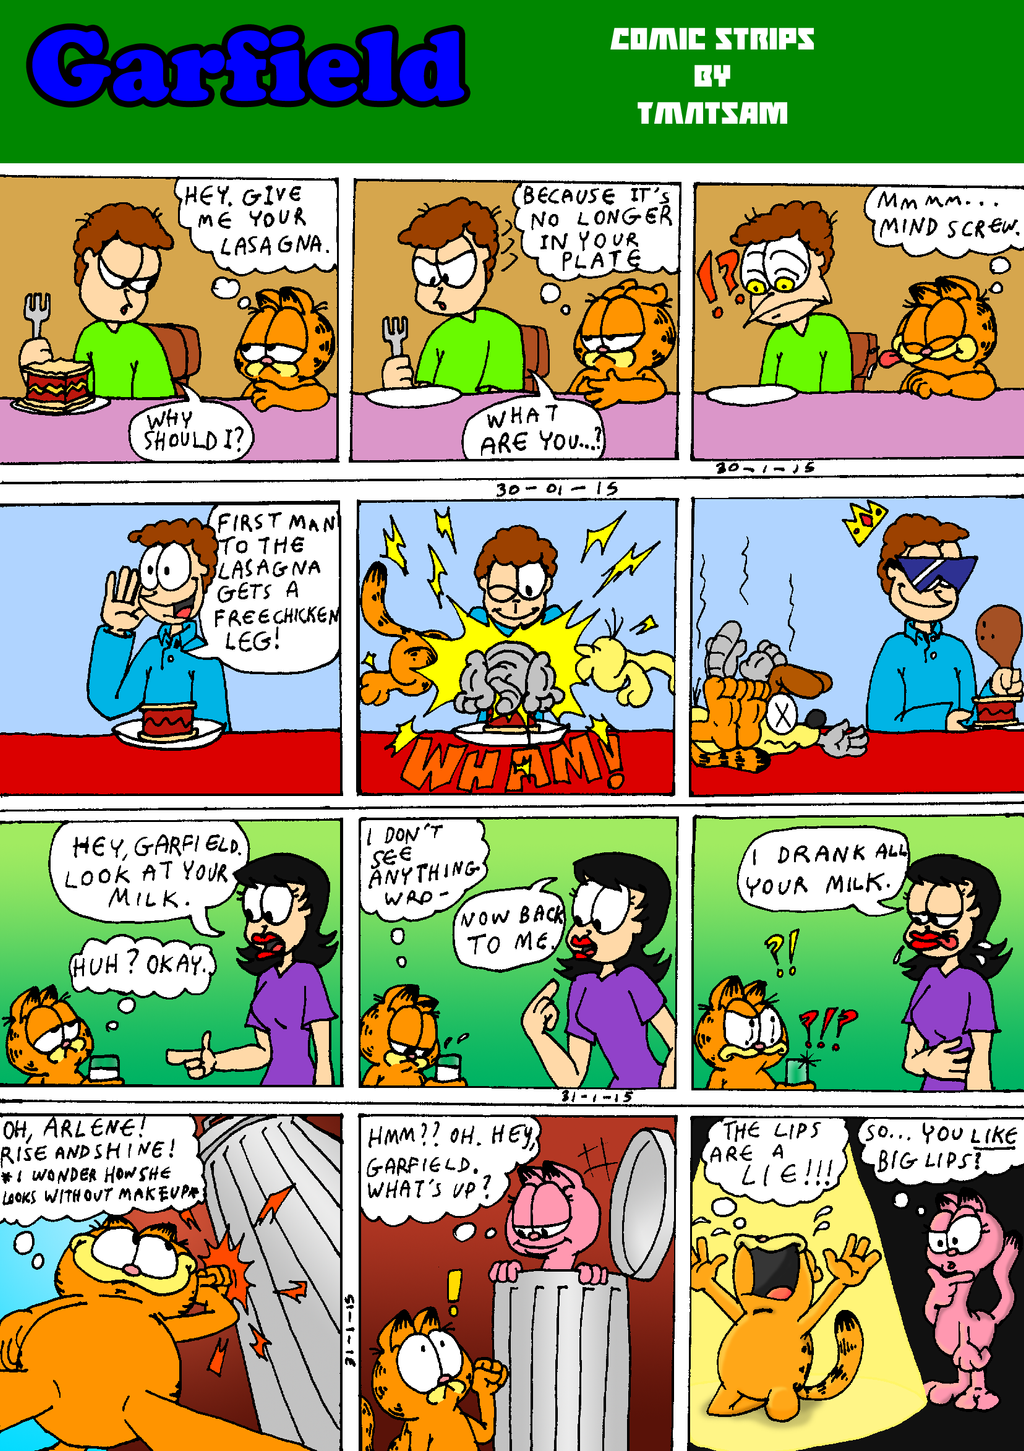 Garfield
COMIC STRIPS
BY
TMNTSAM
HEY. GIVE
ME YOUR
LASAGNA.
WHY
SHOULD I?
BECAUSE IT'S
NO LONGER
IN YOUR
PLATE
WHAT
ARE YOU...?
MMMM...
MIND SCREW.
!?
30-1-15
30-01-15
FIRST MAN
TO THE
LASAGNA
GETS A
FREE CHICKEN
LEG!
WHAM!
HEY, GARFIELD.
LOOK AT YOUR
MILK.
HUH? OKAY.
I DON'T
SEE
ANYTHING
WRO-
NOW BACK
TO ME.
I DRANK ALL
YOUR MILK.
?!
?!?
31-1-15
OH, ARLENE!
RISE AND SHINE!
*I WONDER HOW SHE
LOOKS WITHOUT MAKEUP*
31-1-15
HMM?? OH. HEY,
GARFIELD.
WHAT'S UP?
!
THE LIPS
ARE A
LIE!!!
SO... YOU LIKE
BIG LIPS?